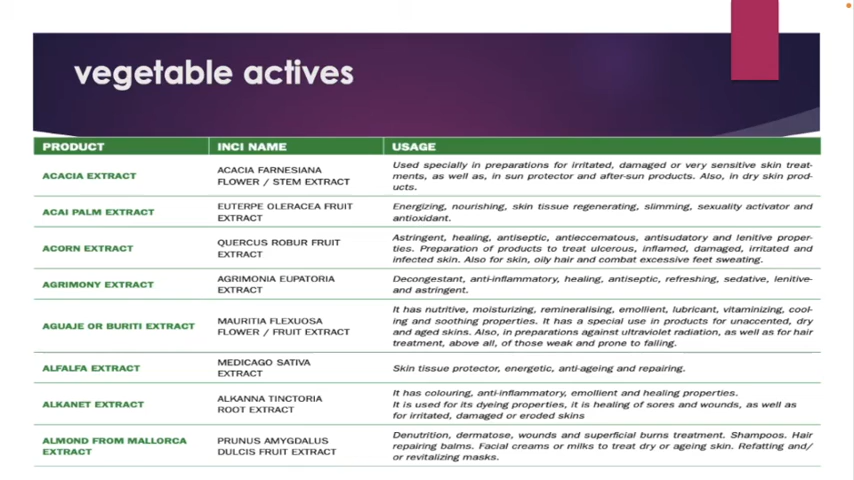 vegetable actives
PRODUCT INCI NAME USAGE
ACACIA EXTRACT
ACACIA FARNESIANA
FLOWER / STEM EXTRACT
Used specially in preparations for irritated, damaged or very sensitive skin treat-
ments, as well as, in sun protector and after-sun products. Also, in dry skin prod-
ucts.
ACAI PALM EXTRACT
EUTERPE OLERACEA FRUIT
EXTRACT
Energizing, nourishing, skin tissue regenerating, slimming, sexuality activator and
antioxidant.
ACORN EXTRACT
QUERCUS ROBUR FRUIT
EXTRACT
Astringent, healing, antiseptic, antieccematous, antisudatory and lenitive proper-
ties. Preparation of products to treat ulcerous, inflamed, damaged, irritated and
infected skin. Also for skin, oily hair and combat excessive feet sweating.
AGRIMONY EXTRACT
AGRIMONIA EUPATORIA
EXTRACT
Decongestant, anti-inflammatory, healing, antiseptic, refreshing, sedative, lenitive-
and astringent.
AGUAJE OR BURITI EXTRACT
MAURITIA FLEXUOSA
FLOWER / FRUIT EXTRACT
It has nutritive, moisturizing, remineralising, emollient, lubricant, vitaminizing, cool-
ing and soothing properties. It has a special use in products for unaccented, dry
and aged skins. Also, in preparations against ultraviolet radiation, as well as for hair
treatment, above all, of those weak and prone to falling.
ALFALFA EXTRACT
MEDICAGO SATIVA
EXTRACT
Skin tissue protector, energetic, anti-ageing and repairing.
ALKANET EXTRACT
ALKANNA TINCTORIA
ROOT EXTRACT
It has colouring, anti-inflammatory, emollient and healing properties.
It is used for its dyeing properties, it is healing of sores and wounds, as well as
for irritated, damaged or eroded skins
ALMOND FROM MALLORCA
EXTRACT
PRUNUS AMYGDALUS
DULCIS FRUIT EXTRACT
Denutrition, dermatose, wounds and superficial burns treatment. Shampoos. Hair
repairing balms. Facial creams or milks to treat dry or ageing skin. Refatting and/
or revitalizing masks.